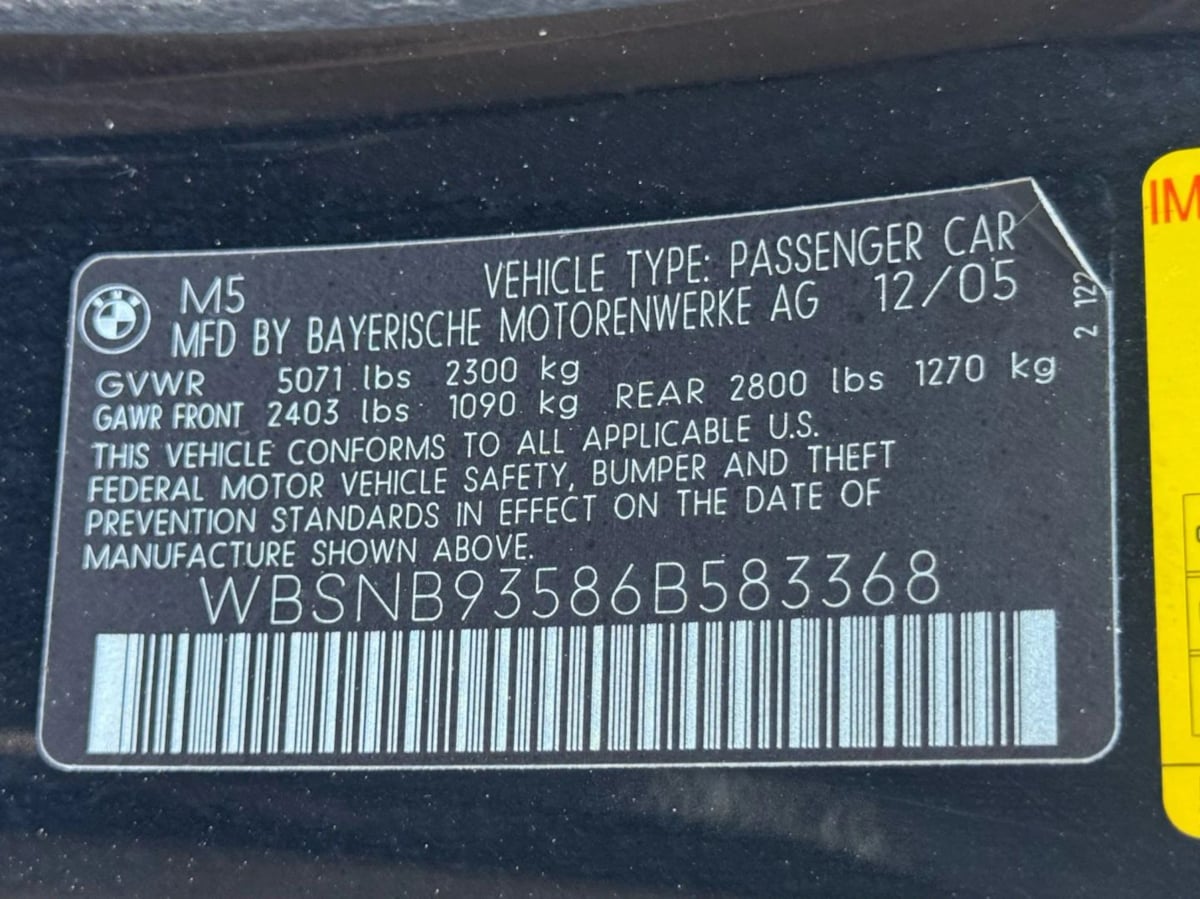 M5 VEHICLE TYPE: PASSENGER CAR
MFD BY BAYERISCHE MOTORENWERKE AG 12/05
2 122
GVWR 5071 lbs 2300 kg
GAWR FRONT 2403 lbs 1090 kg REAR 2800 lbs 1270 kg
THIS VEHICLE CONFORMS TO ALL APPLICABLE U.S.
FEDERAL MOTOR VEHICLE SAFETY, BUMPER AND THEFT
PREVENTION STANDARDS IN EFFECT ON THE DATE OF
MANUFACTURE SHOWN ABOVE.
WBSNB93586B583368
BMW
IM